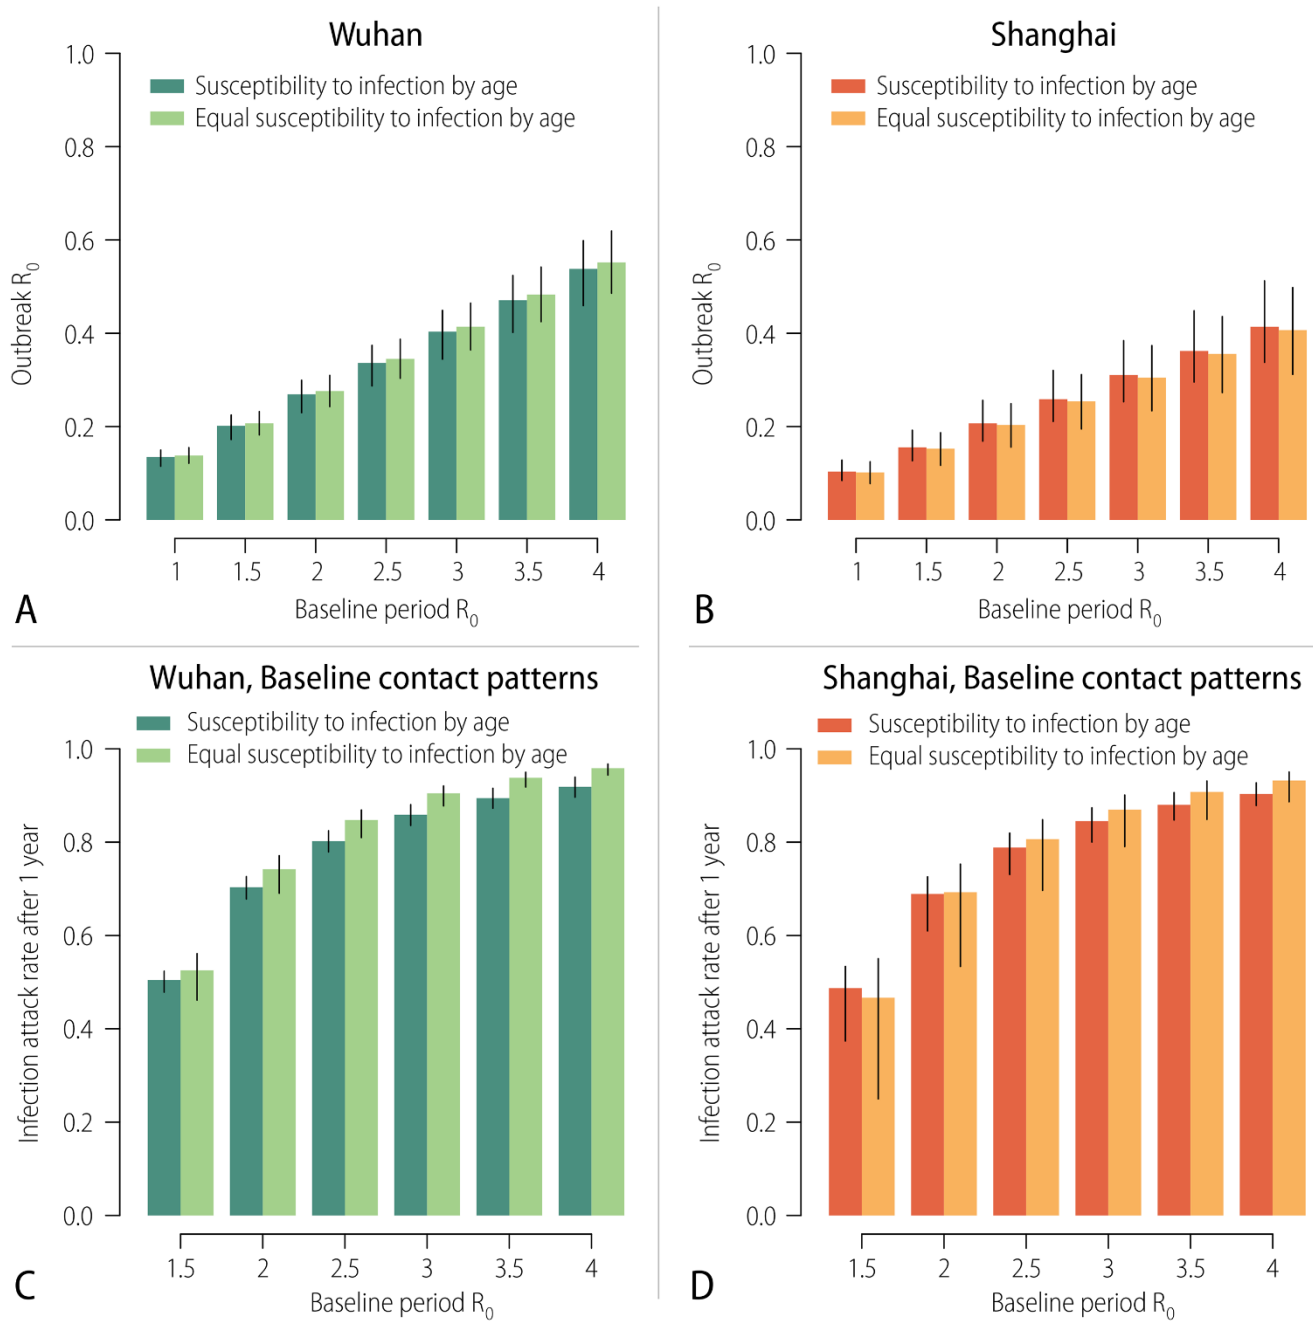 Wuhan
1.0
0.8
0.6
0.4
0.2
0.0
Susceptibility to infection by age
Equal susceptibility to infection by age
Outbreak R0
1 1.5 2 2.5 3 3.5 4
Baseline period R0
A
Shanghai
1.0
0.8
0.6
0.4
0.2
0.0
Susceptibility to infection by age
Equal susceptibility to infection by age
Outbreak R0
1 1.5 2 2.5 3 3.5 4
Baseline period R0
B
Wuhan, Baseline contact patterns
Susceptibility to infection by age
Equal susceptibility to infection by age
1.0
0.8
0.6
0.4
0.2
0.0
Infection attack rate after 1 year
1.5 2 2.5 3 3.5 4
Baseline period R0
C
Shanghai, Baseline contact patterns
Susceptibility to infection by age
Equal susceptibility to infection by age
1.0
0.8
0.6
0.4
0.2
0.0
Infection attack rate after 1 year
1.5 2 2.5 3 3.5 4
Baseline period R0
D